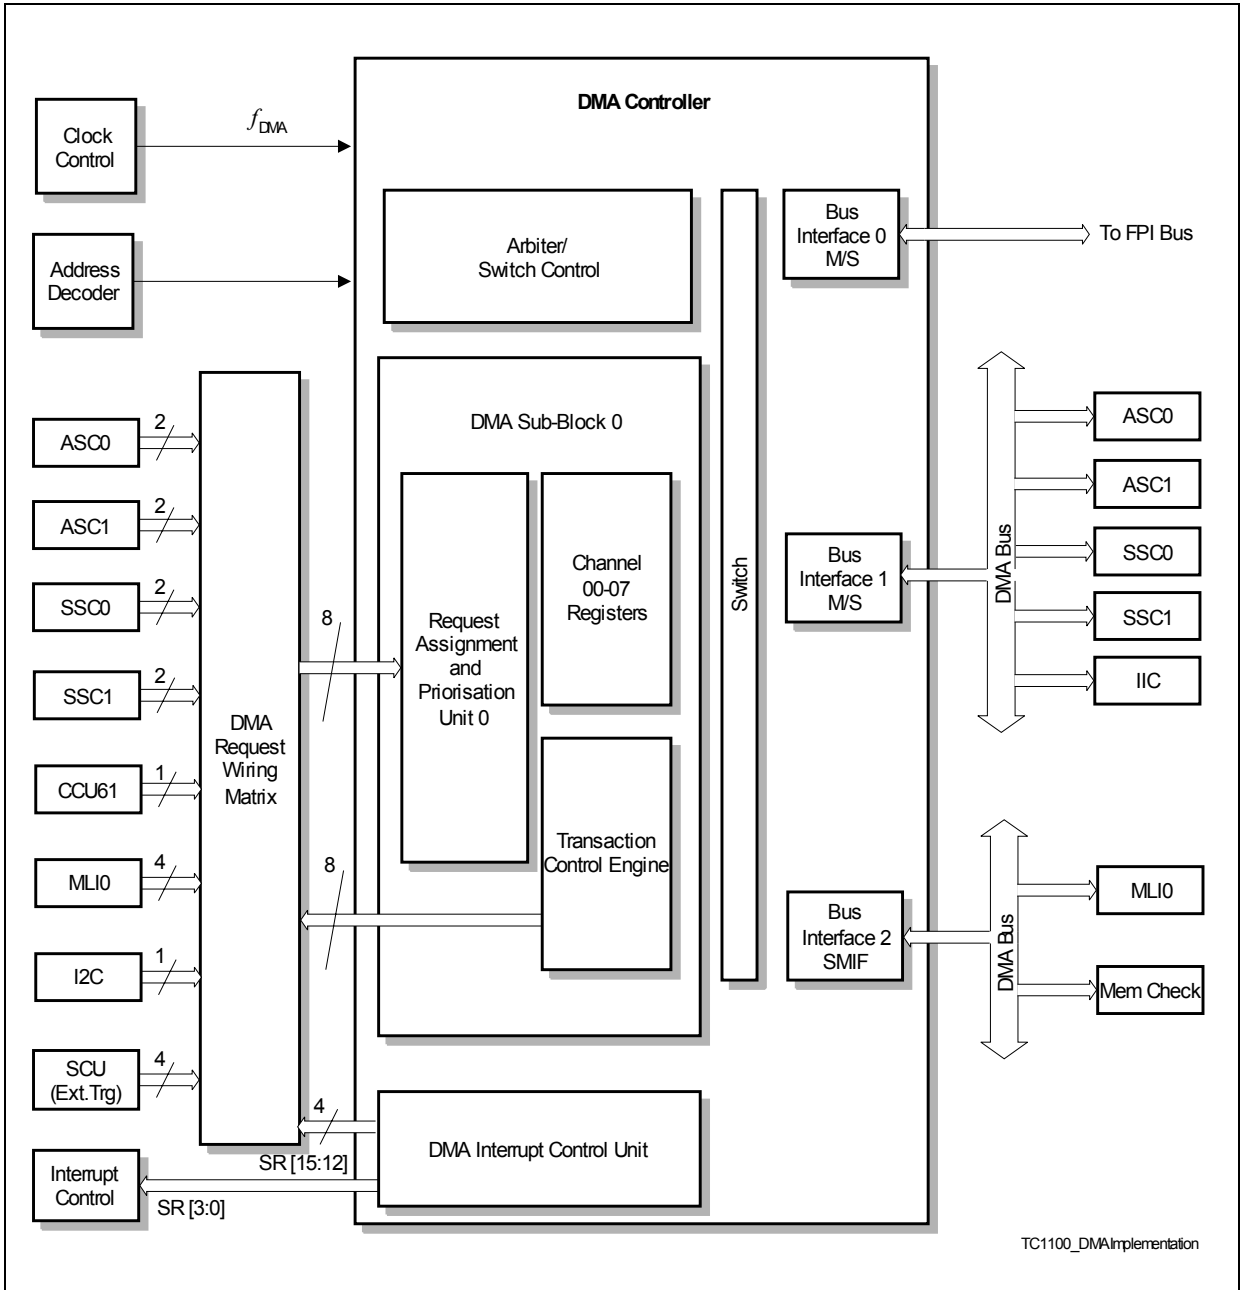 DMA Controller
Clock
Control
f DMA
Address
Decoder
Arbiter/
Switch Control
Bus
Interface 0
M/S
To FPI Bus
DMA Sub-Block 0
ASC0
2
ASC1
2
SSC0
2
SSC1
2
CCU61
1
MLI0
4
I2C
1
SCU
(Ext.Trg)
4
DMA
Request
Wiring
Matrix
8
8
4
Request
Assignment
and
Priorisation
Unit 0
Channel
00-07
Registers
Transaction
Control Engine
Switch
Bus
Interface 1
M/S
DMA Bus
ASC0
ASC1
SSC0
SSC1
IIC
Bus
Interface 2
SMIF
DMA Bus
MLI0
Mem Check
DMA Interrupt Control Unit
SR [15:12]
Interrupt
Control
SR [3:0]
TC1100_DMAImplementation